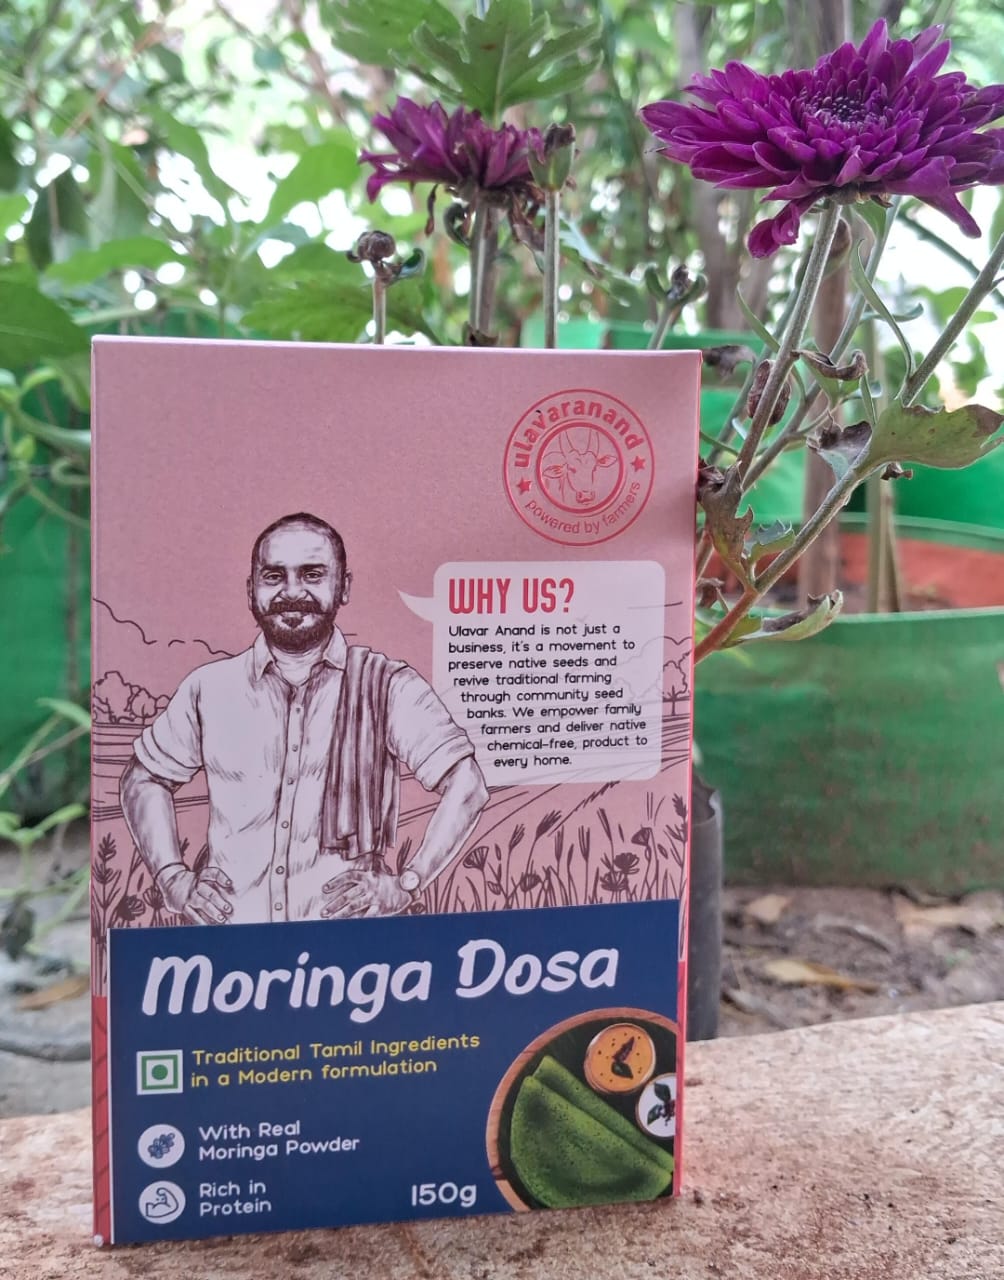 ulavaranand
powered by farmers
WHY US?
Ulavar Anand is not just a
business, it's a movement to
preserve native seeds and
revive traditional farming
through community seed
banks. We empower family
farmers and deliver native
chemical-free, product to
every home.
Moringa Dosa
Traditional Tamil Ingredients
in a Modern formulation
With Real
Moringa Powder
Rich in
Protein
150g